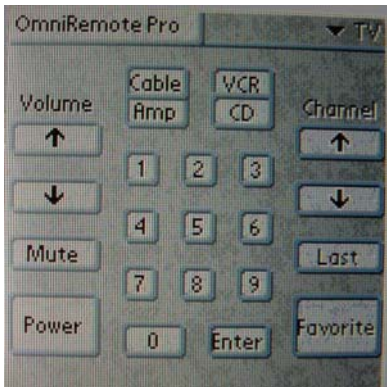 OmniRemote Pro
TV
Cable
VCR
Volume
Amp
CD
Channel
1
2
3
4
5
6
Mute
Last
7
8
9
Power
0
Enter
Favorite